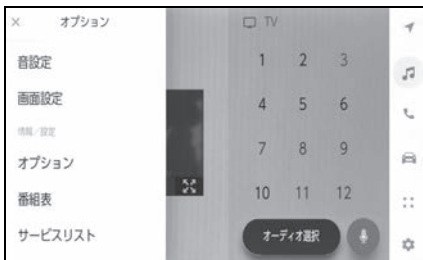 × オプション
音設定
画面設定
情報/設定
オプション
番組表
サービスリスト
TV
1 2 3
4 5 6
7 8 9
10 11 12
オーディオ選択